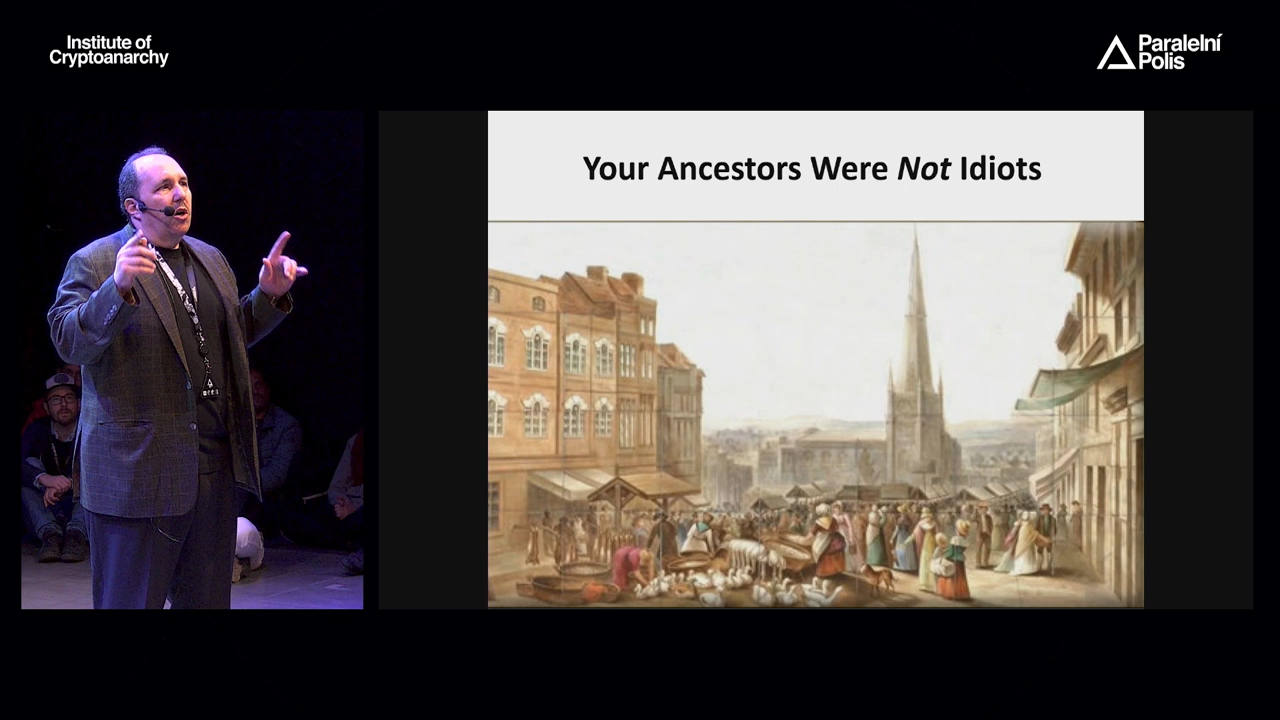 Institute of
Cryptoanarchy
Paralelní
Polis
Your Ancestors Were Not Idiots